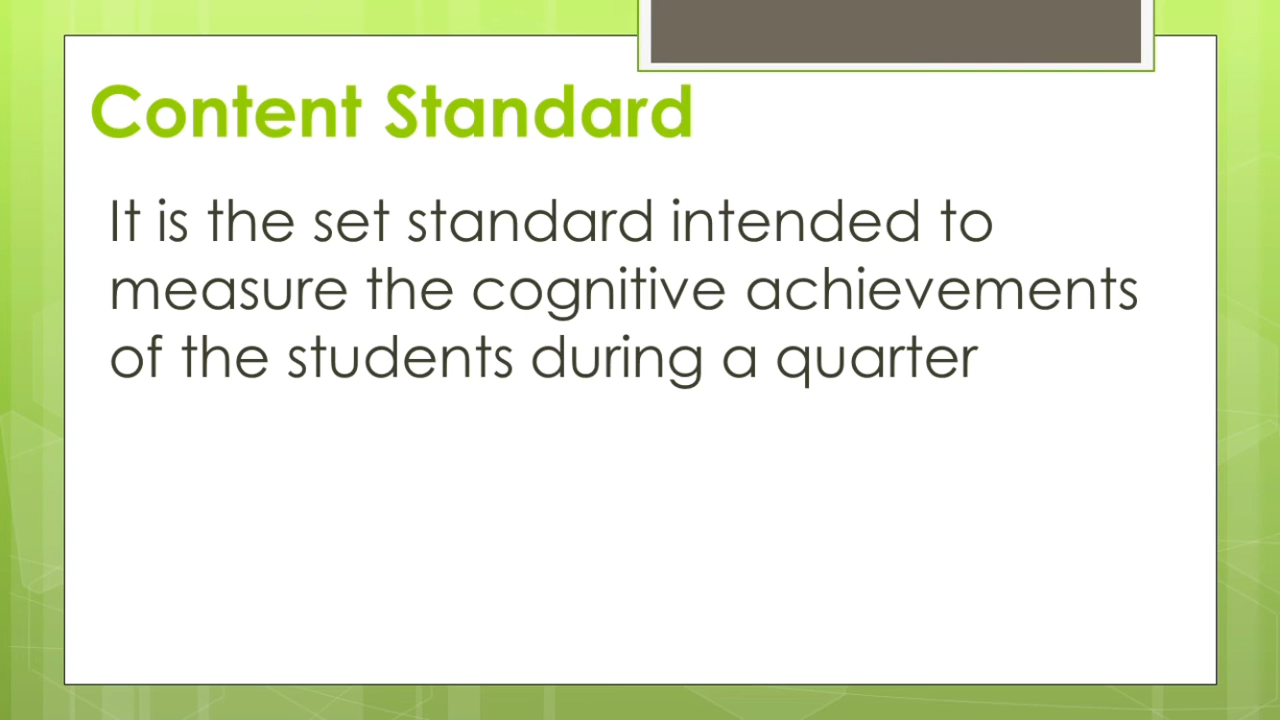 Content Standard
It is the set standard intended to
measure the cognitive achievements
of the students during a quarter